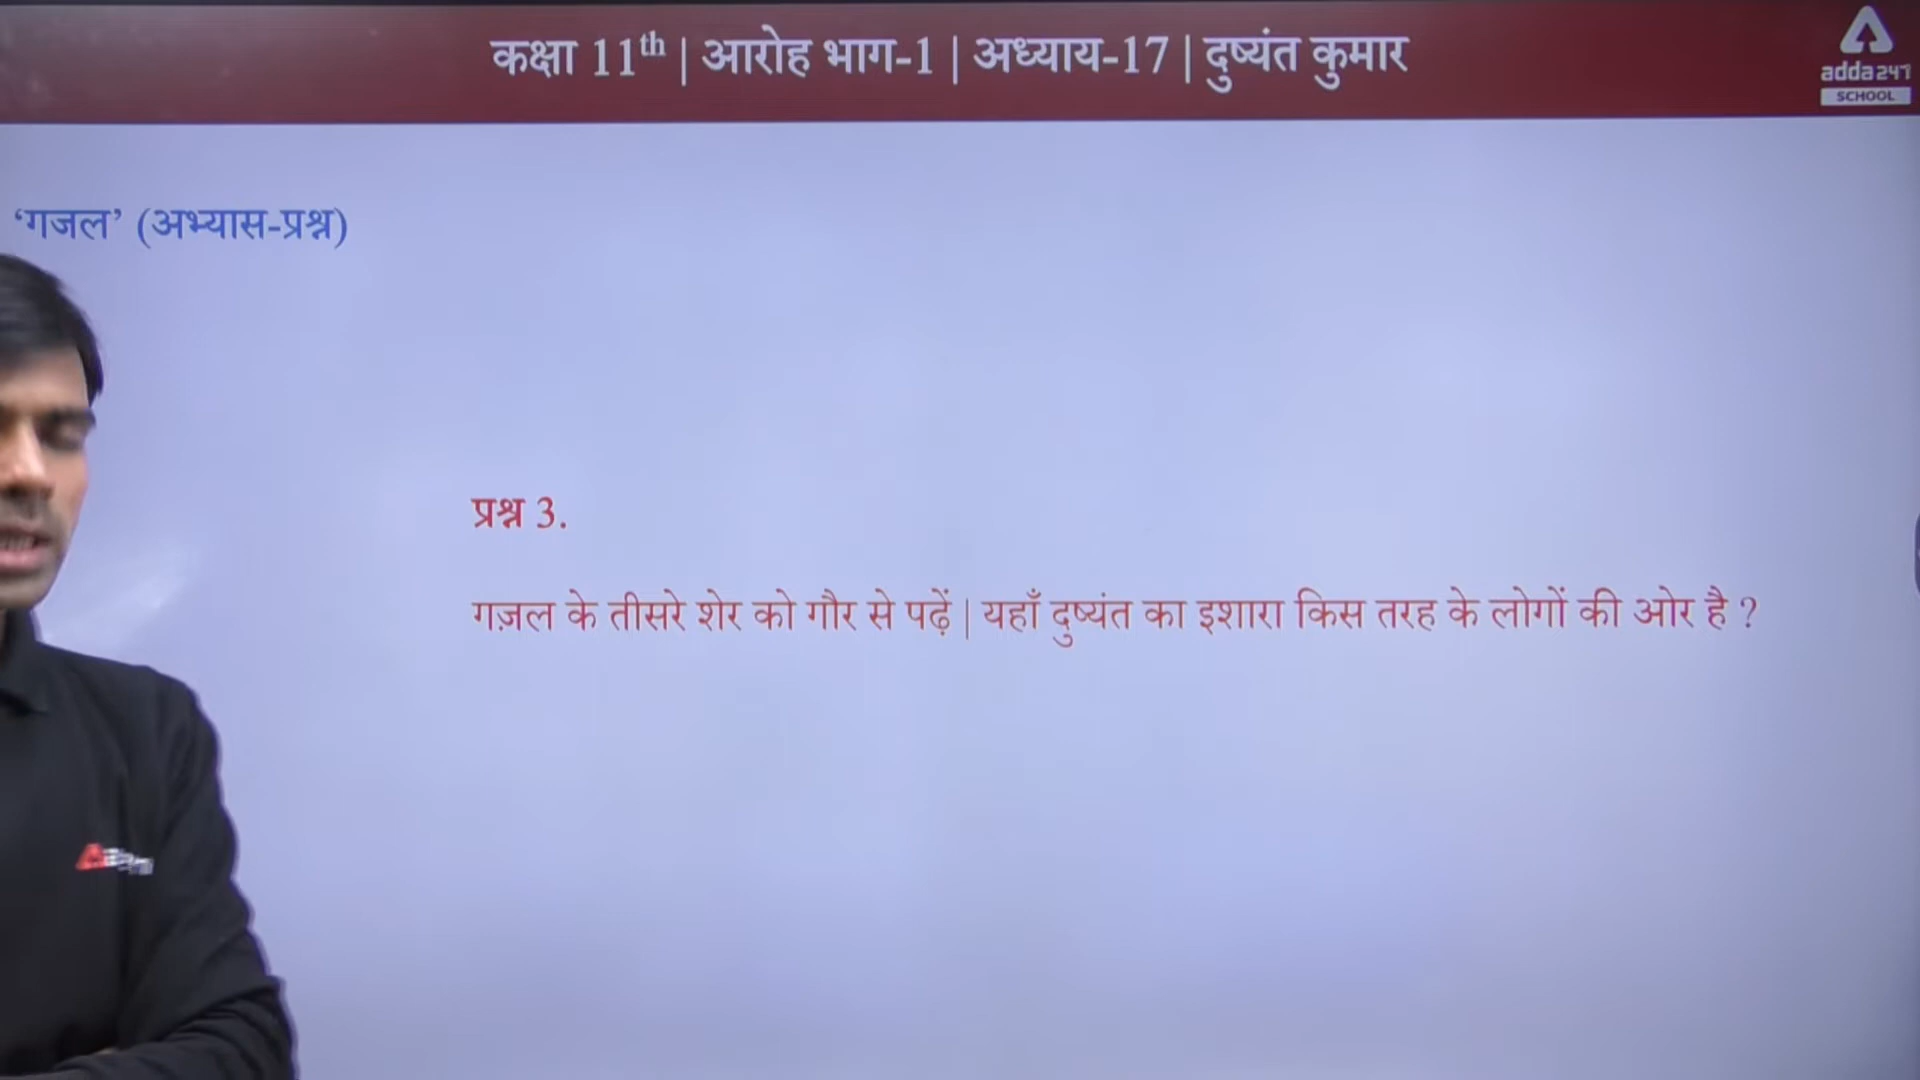 कक्षा 11th | आरोह भाग-1 | अध्याय-17 | दुष्यंत कुमार
adda247
SCHOOL
‘गजल’ (अभ्यास-प्रश्न)
प्रश्न 3.
गज़ल के तीसरे शेर को गौर से पढ़ें | यहाँ दुष्यंत का इशारा किस तरह के लोगों की ओर है ?